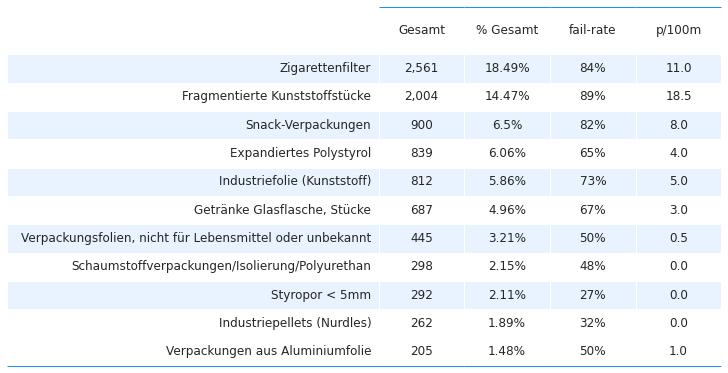 Gesamt % Gesamt fail-rate p/100m
Zigarettenfilter 2,561 18.49% 84% 11.0
Fragmentierte Kunststoffstücke 2,004 14.47% 89% 18.5
Snack-Verpackungen 900 6.5% 82% 8.0
Expandiertes Polystyrol 839 6.06% 65% 4.0
Industriefolie (Kunststoff) 812 5.86% 73% 5.0
Getränke Glasflasche, Stücke 687 4.96% 67% 3.0
Verpackungsfolien, nicht für Lebensmittel oder unbekannt 445 3.21% 50% 0.5
Schaumstoffverpackungen/Isolierung/Polyurethan 298 2.15% 48% 0.0
Styropor < 5mm 292 2.11% 27% 0.0
Industriepellets (Nurdles) 262 1.89% 32% 0.0
Verpackungen aus Aluminiumfolie 205 1.48% 50% 1.0